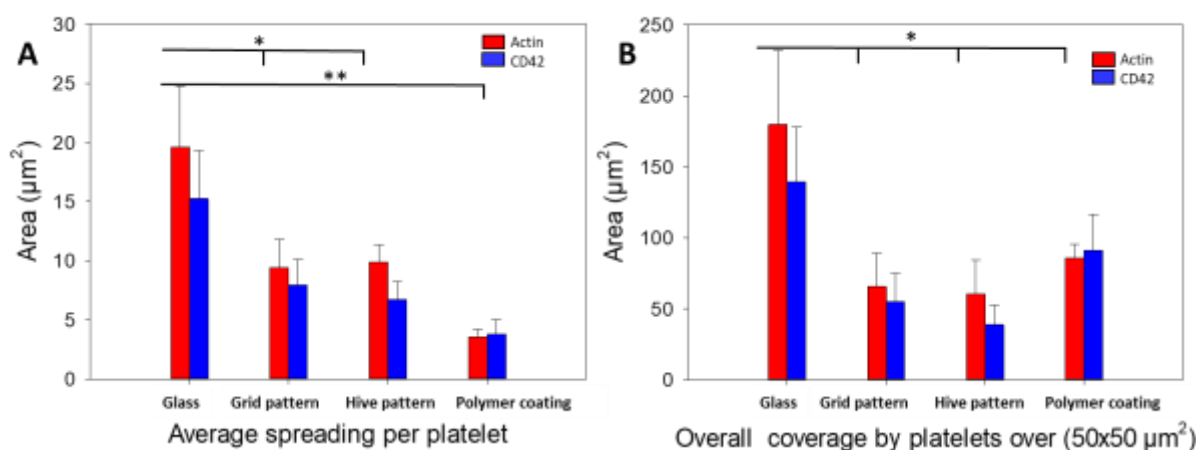 A
30
25
20
15
10
5
0
Area (µm²)
*
**
Actin
CD42
Glass Grid pattern Hive pattern Polymer coating
Average spreading per platelet
B
250
200
150
100
50
0
Area (µm²)
*
Actin
CD42
Glass Grid pattern Hive pattern Polymer coating
Overall coverage by platelets over (50x50 µm²)